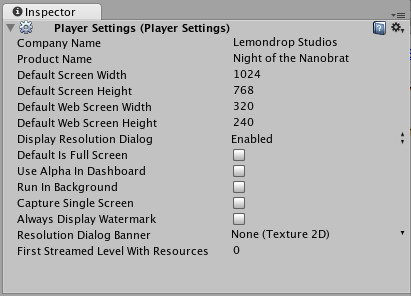 Inspector
Player Settings (Player Settings)
Company Name Lemondrop Studios
Product Name Night of the Nanobrat
Default Screen Width 1024
Default Screen Height 768
Default Web Screen Width 320
Default Web Screen Height 240
Display Resolution Dialog Enabled
Default Is Full Screen
Use Alpha In Dashboard
Run In Background
Capture Single Screen
Always Display Watermark
Resolution Dialog Banner None (Texture 2D)
First Streamed Level With Resources 0